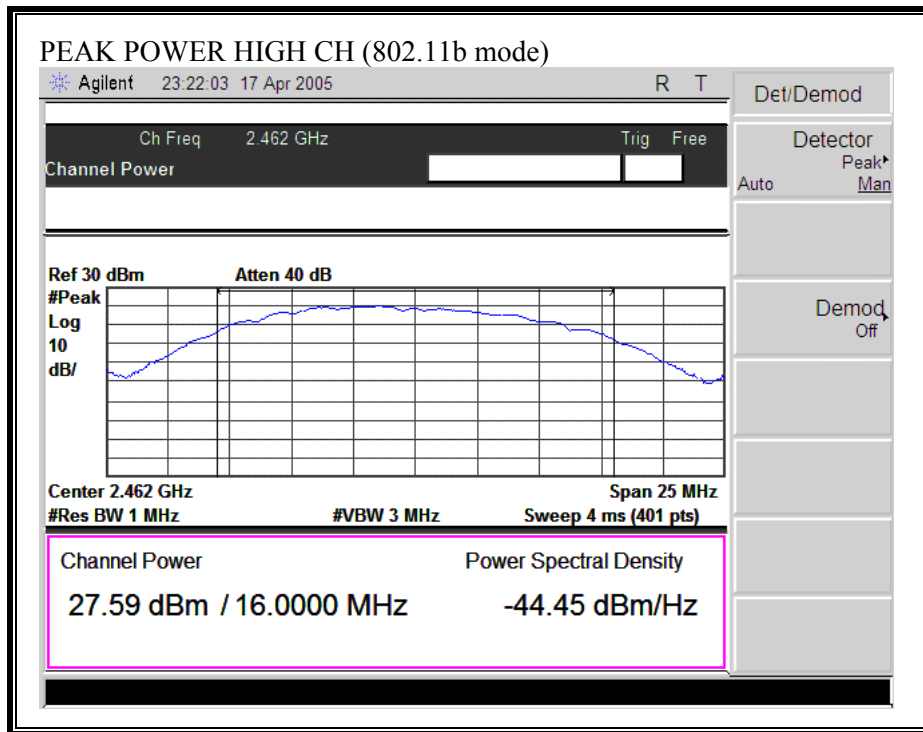 PEAK POWER HIGH CH (802.11b mode)
Agilent 23:22:03 17 Apr 2005 R T
Det/Demod
Ch Freq 2.462 GHz Trig Free
Channel Power
Detector
Peak
Auto Man
Ref 30 dBm Atten 40 dB
#Peak
Log
10
dB/
Demod
Off
Center 2.462 GHz Span 25 MHz
#Res BW 1 MHz #VBW 3 MHz Sweep 4 ms (401 pts)
Channel Power Power Spectral Density
27.59 dBm / 16.0000 MHz -44.45 dBm/Hz